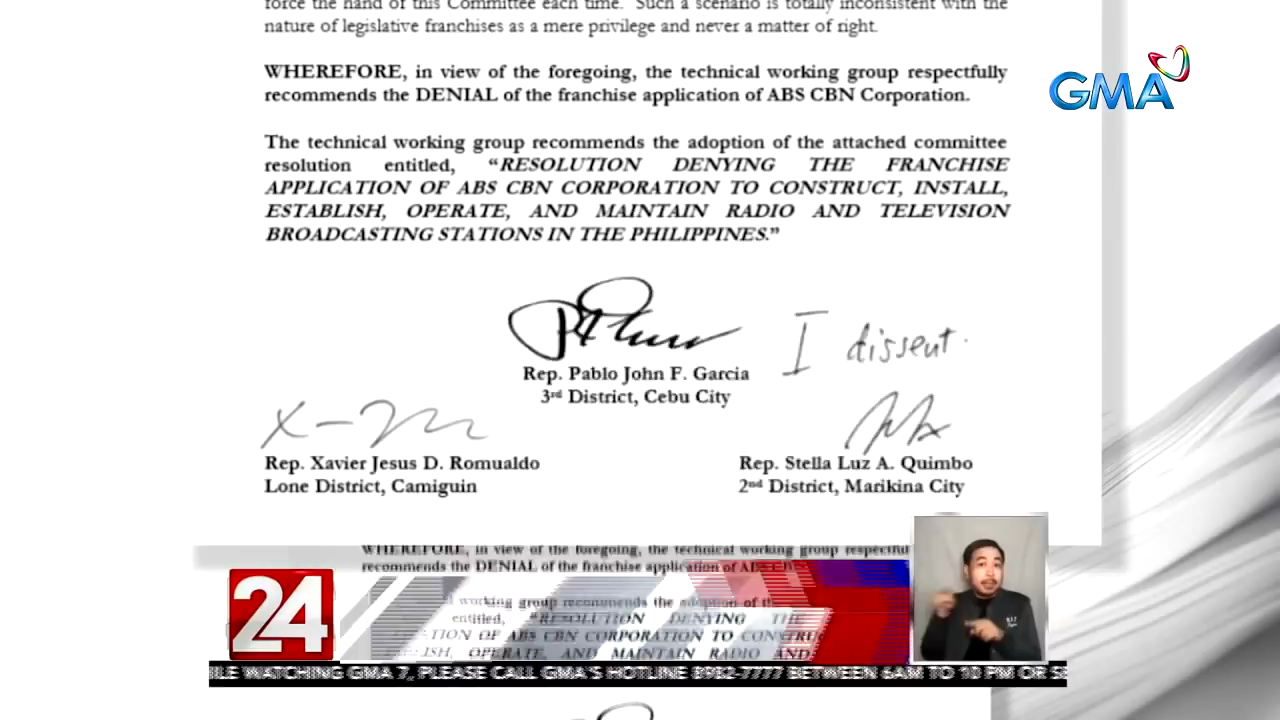 force the hand of this Committee each time. Such a scenario is totally inconsistent with the
nature of legislative franchises as a mere privilege and never a matter of right.
GMA
WHEREFORE, in view of the foregoing, the technical working group respectfully
recommends the DENIAL of the franchise application of ABS CBN Corporation.
The technical working group recommends the adoption of the attached committee
resolution entitled, “RESOLUTION DENYING THE FRANCHISE
APPLICATION OF ABS CBN CORPORATION TO CONSTRUCT, INSTALL,
ESTABLISH, OPERATE, AND MAINTAIN RADIO AND TELEVISION
BROADCASTING STATIONS IN THE PHILIPPINES.”
I dissent.
Rep. Pablo John F. Garcia
3rd District, Cebu City
Rep. Xavier Jesus D. Romualdo
Lone District, Camiguin
Rep. Stella Luz A. Quimbo
2nd District, Marikina City
WHEREFORE, in view of the foregoing, the technical working group
recommends the DENIAL of the franchise application of
working group recommends the adoption of
entitled, “RESOLUTION DENYING THE
OF ABS CBN CORPORATION TO
OPERATE, AND MAINTAIN RADIO AND
24
WATCHING GMA 7, PLEASE CALL GMA'S HOTLINE 8982-7777 BETWEEN 6AM TO 10 PM OR